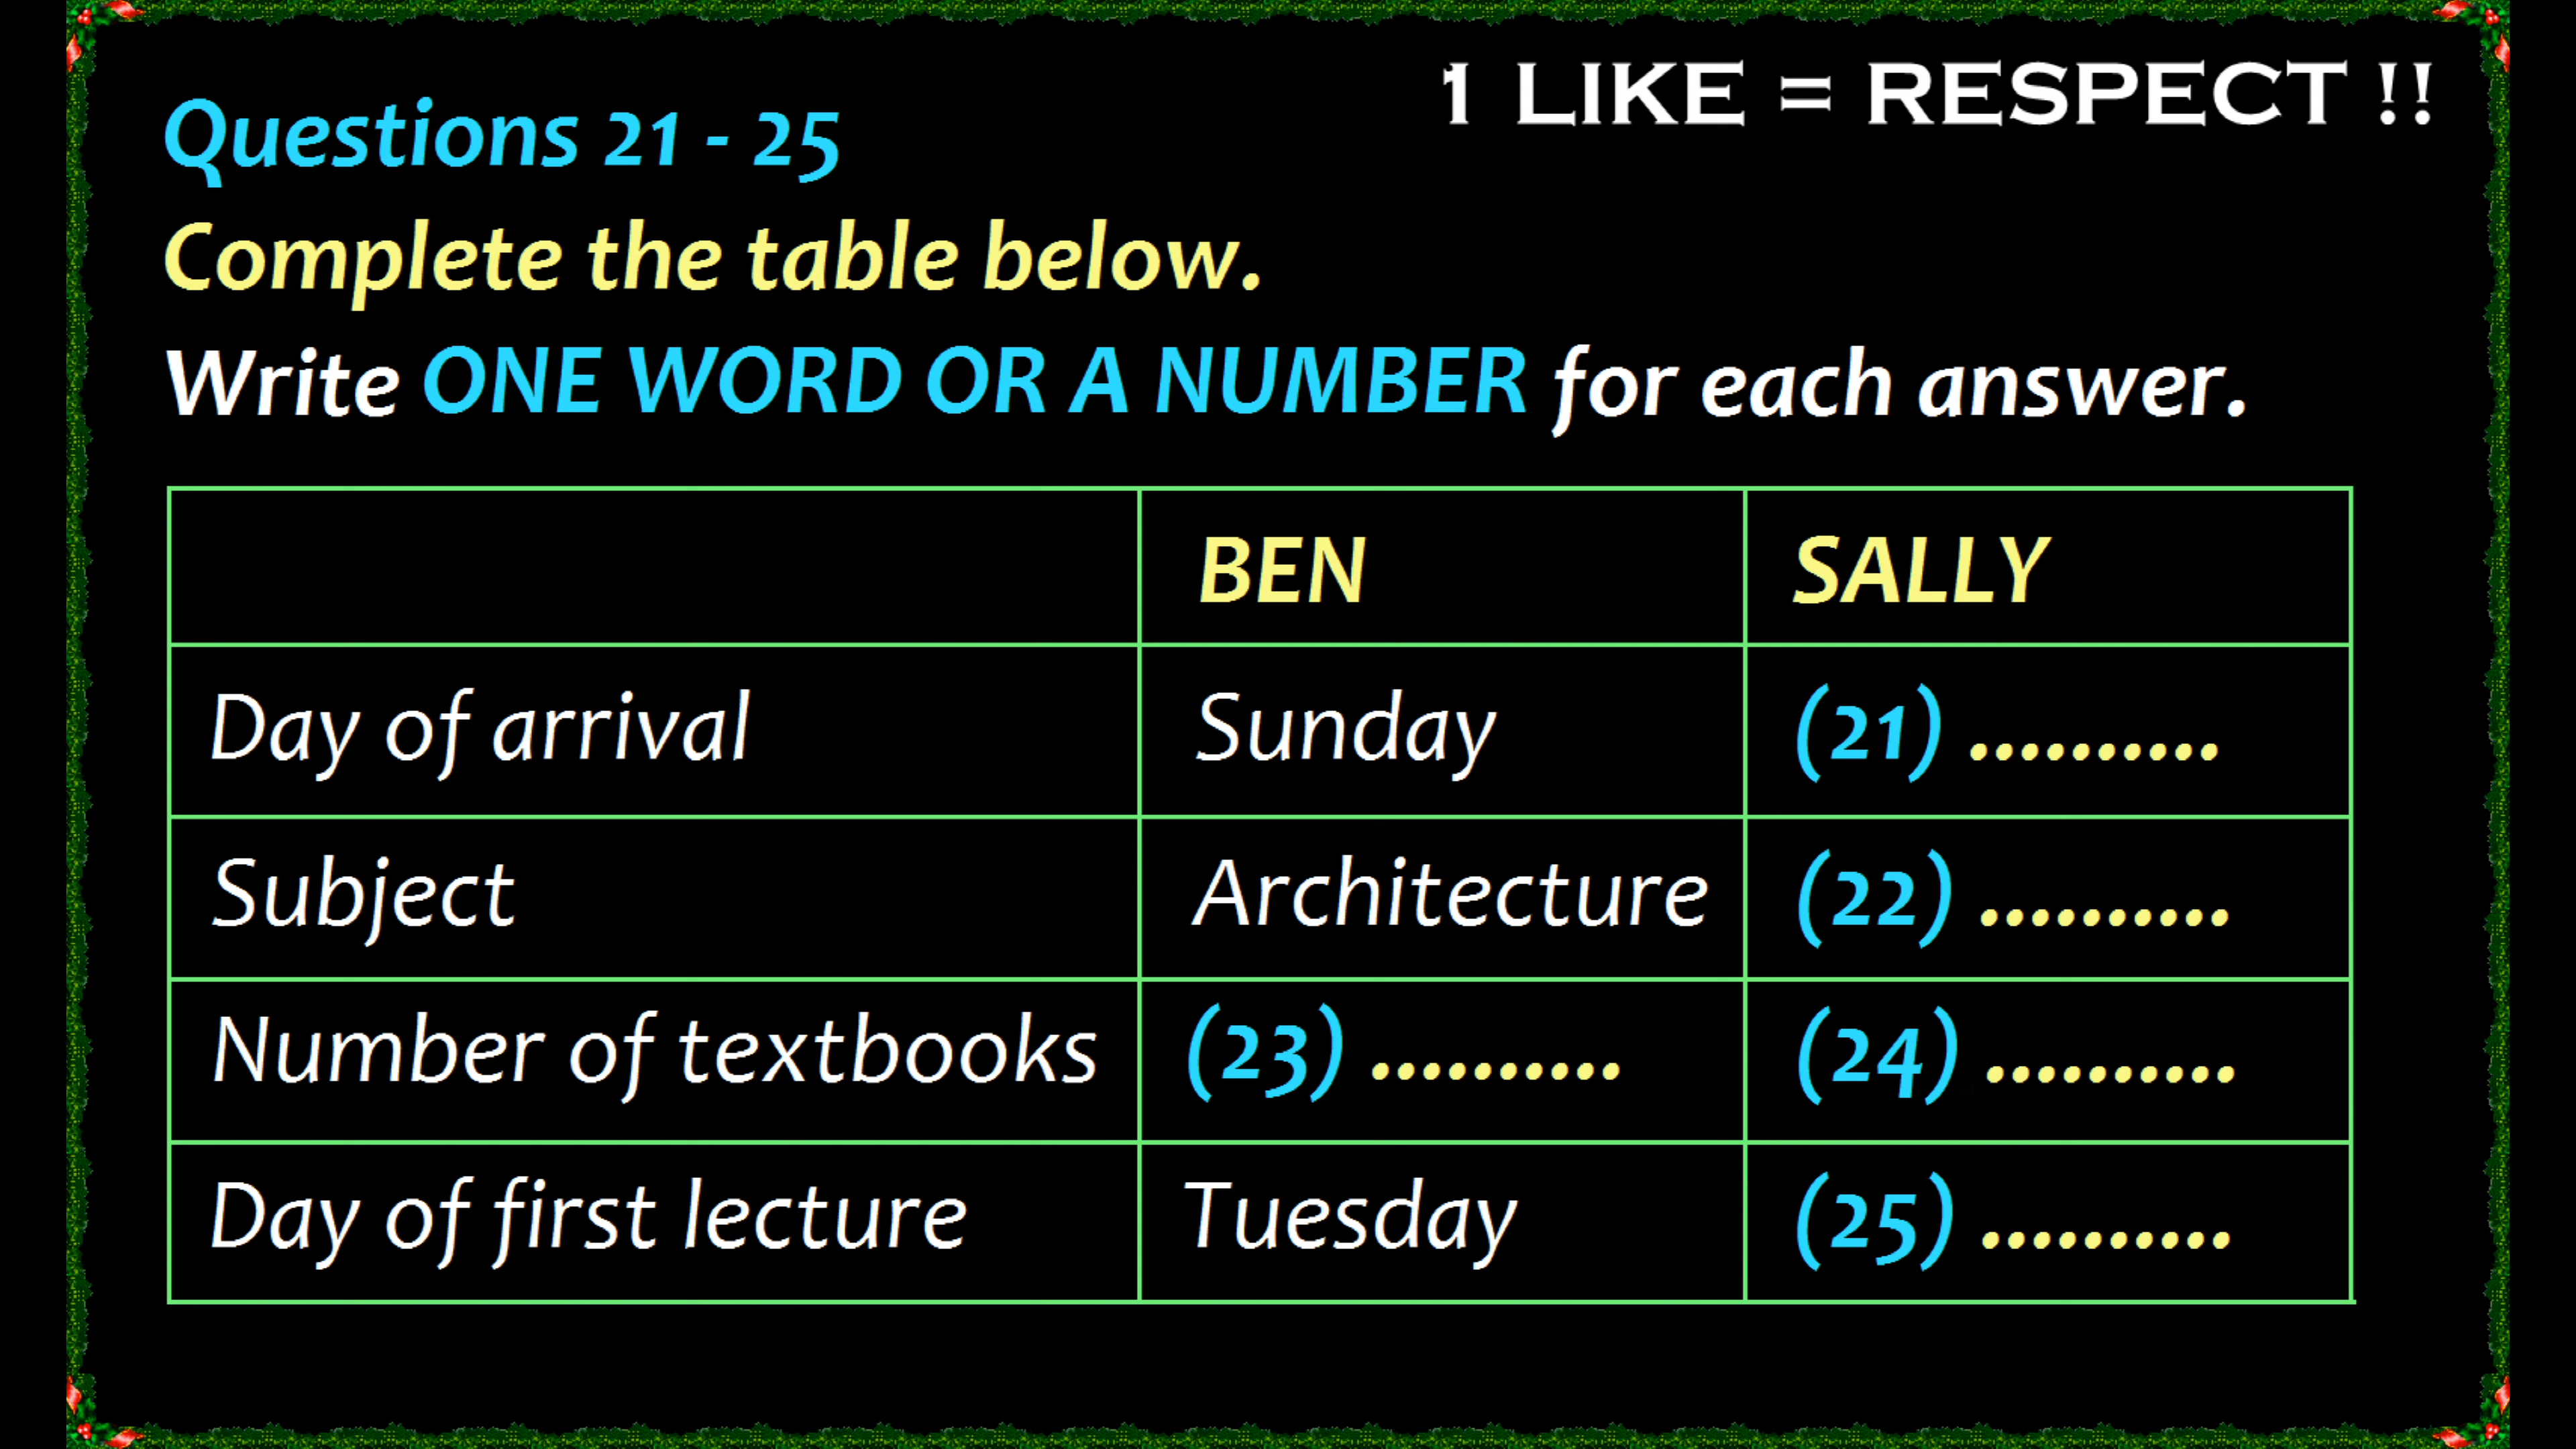 1 LIKE = RESPECT !!
Questions 21 - 25
Complete the table below.
Write ONE WORD OR A NUMBER for each answer.
BEN SALLY
Day of arrival Sunday (21) ..........
Subject Architecture (22) ..........
Number of textbooks (23) .......... (24) ..........
Day of first lecture Tuesday (25) ..........